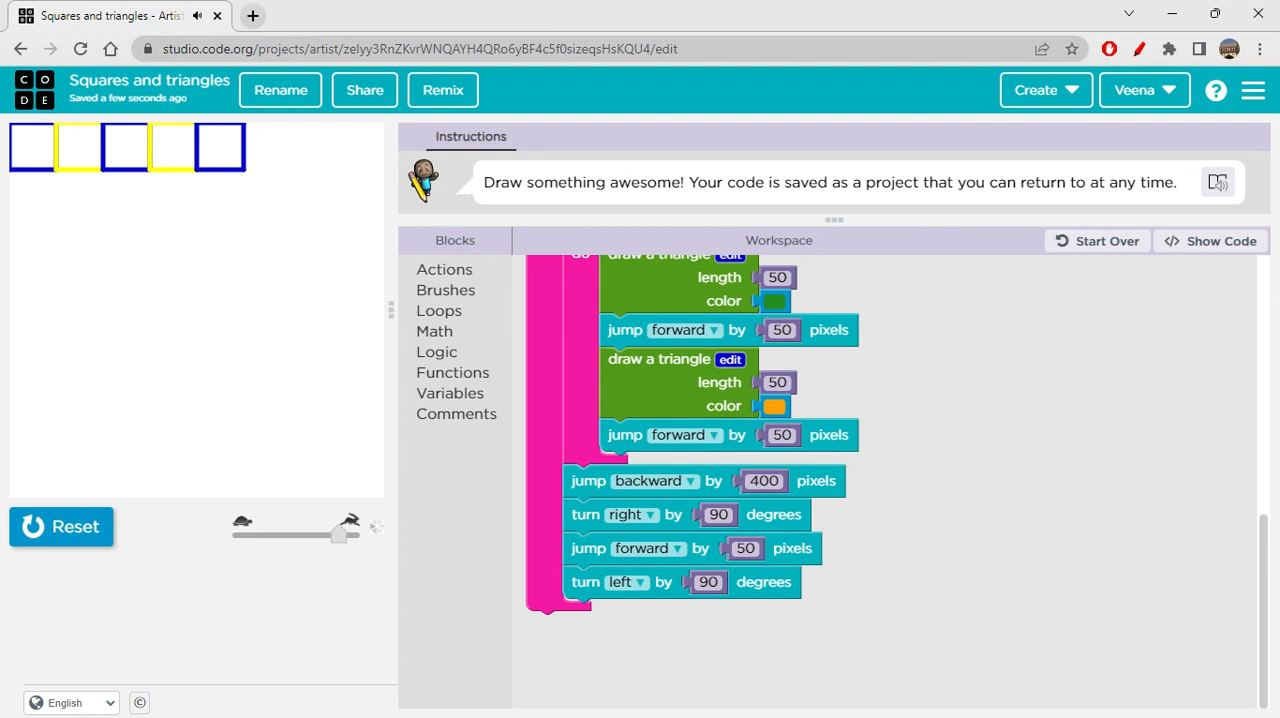 Squares and triangles - Artist
studio.code.org/projects/artist/zelyy3RnZKvrWNQAYH4QRo6yBF4c5f0sizeqsHsKQU4/edit
C O
D E
Squares and triangles
Saved a few seconds ago
Rename
Share
Remix
Create
Veena
?
Instructions
Draw something awesome! Your code is saved as a project that you can return to at any time.
Blocks
Workspace
Start Over
</> Show Code
Actions
Brushes
Loops
Math
Logic
Functions
Variables
Comments
do draw a triangle edit
length 50
color
jump forward by 50 pixels
draw a triangle edit
length 50
color
jump forward by 50 pixels
jump backward by 400 pixels
turn right by 90 degrees
jump forward by 50 pixels
turn left by 90 degrees
Reset
English
©